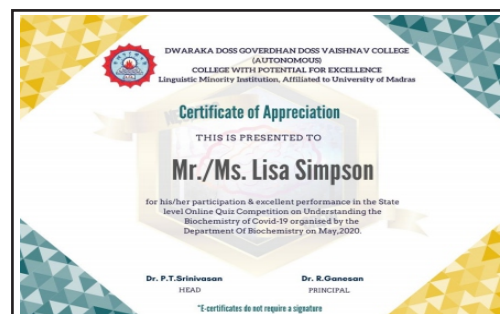 DWARAKA DOSS GOVERDHAN DOSS VAISHNAV COLLEGE
(AUTONOMOUS)
COLLEGE WITH POTENTIAL FOR EXCELLENCE
Linguistic Minority Institution, Affiliated to University of Madras
Certificate of Appreciation
THIS IS PRESENTED TO
Mr./Ms. Lisa Simpson
for his/her participation & excellent performance in the State
level Online Quiz Competition on Understanding the
Biochemistry of Covid-19 organised by the
Department Of Biochemistry on May,2020.
Dr. P.T.Srinivasan Dr. R.Ganesan
HEAD PRINCIPAL
"E-certificates do not require a signature